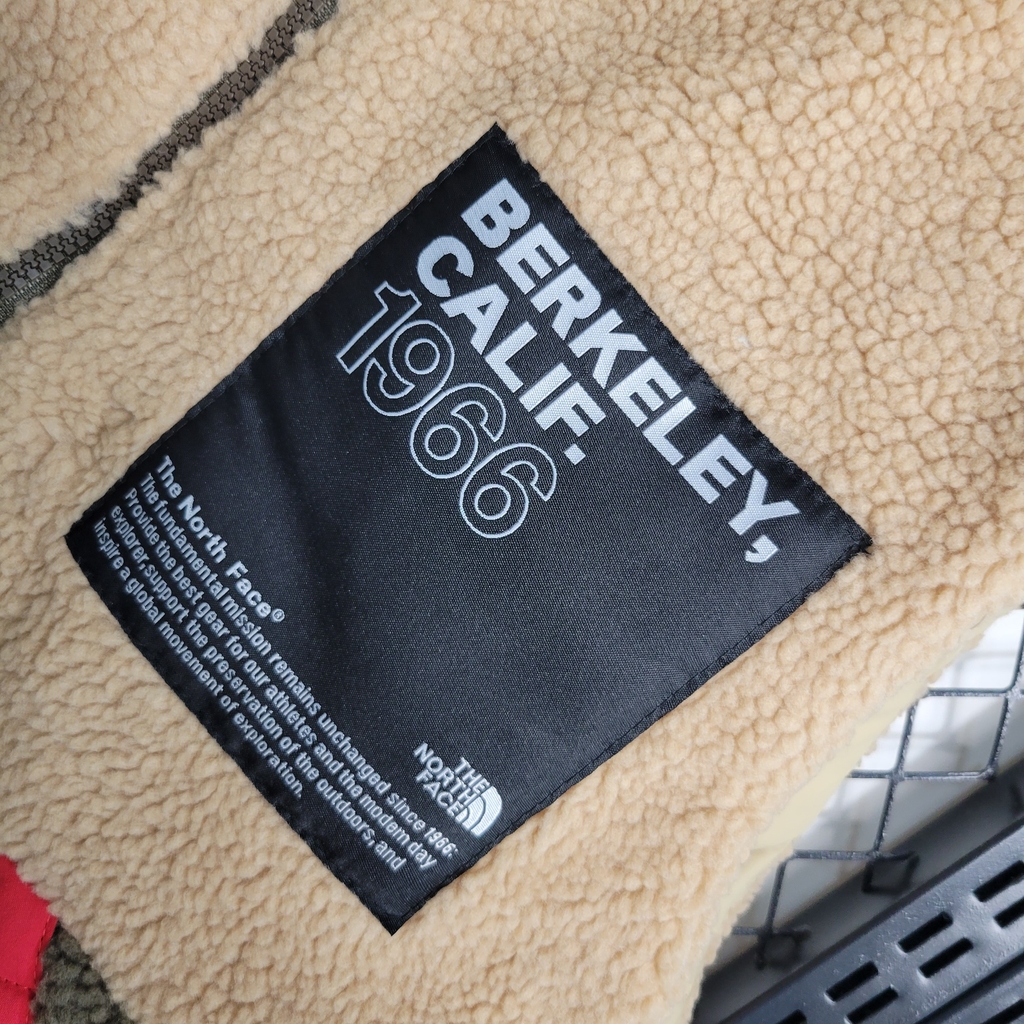 BERKELEY,
CALIF.
1966
The North Face®
The fundamental mission remains unchanged since 1966:
Provide the best gear for our athletes and the modern day
explorer, support the preservation of the outdoors, and
inspire a global movement of exploration.
THE
NORTH
FACE